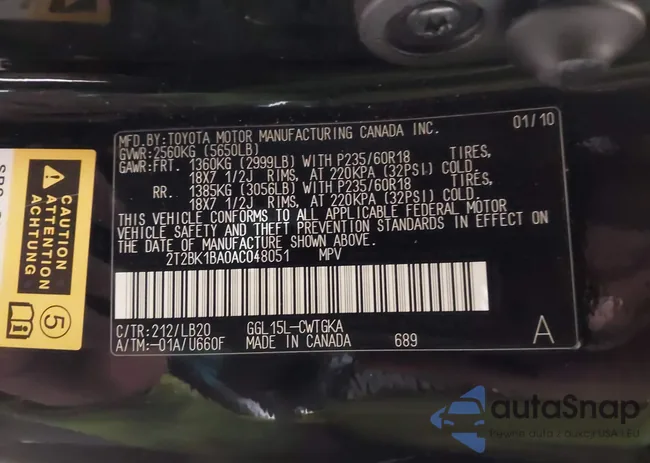 MFD.BY:TOYOTA MOTOR MANUFACTURING CANADA INC. 01/10
GVWR:2560KG (5650LB)
GAWR:FRT. 1360KG (2999LB) WITH P235/60R18 TIRES,
18X7 1/2J RIMS, AT 220KPA (32PSI) COLD
RR. 1385KG (3056LB) WITH P235/60R18 TIRES,
18X7 1/2J RIMS, AT 220KPA (32PSI) COLD
THIS VEHICLE CONFORMS TO ALL APPLICABLE FEDERAL MOTOR
VEHICLE SAFETY AND THEFT PREVENTION STANDARDS IN EFFECT ON
THE DATE OF MANUFACTURE SHOWN ABOVE.
2T2BK1BA0AC048051 MPV
C/TR:212/LB20 GGL15L-CWTGKA A
A/TM:-01A/U660F MADE IN CANADA 689
CAUTION
ATTENTION
ACHTUNG
5
autoSnap